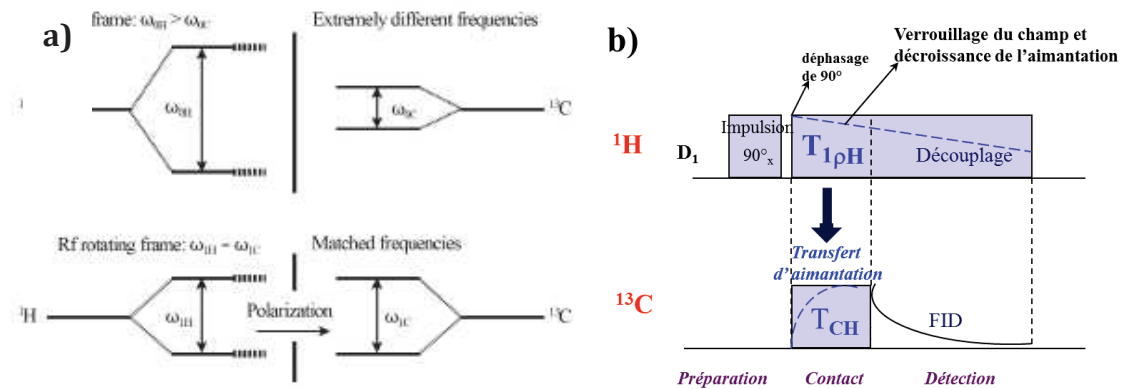 a)
frame: ω0H > ω0C
Extremely different frequencies
1
ω0H
ω0C
13C
Rf rotating frame: ω1H = ω1C
Matched frequencies
1H
ω1H
Polarization
ω1C
13C
b)
Verrouillage du champ et
décroissance de l'aimantation
déphasage
de 90°
1H
D1
Impulsion
90°x
T1ρH
Découplage
Transfert
d'aimantation
13C
TCH
FID
Préparation
Contact
Détection